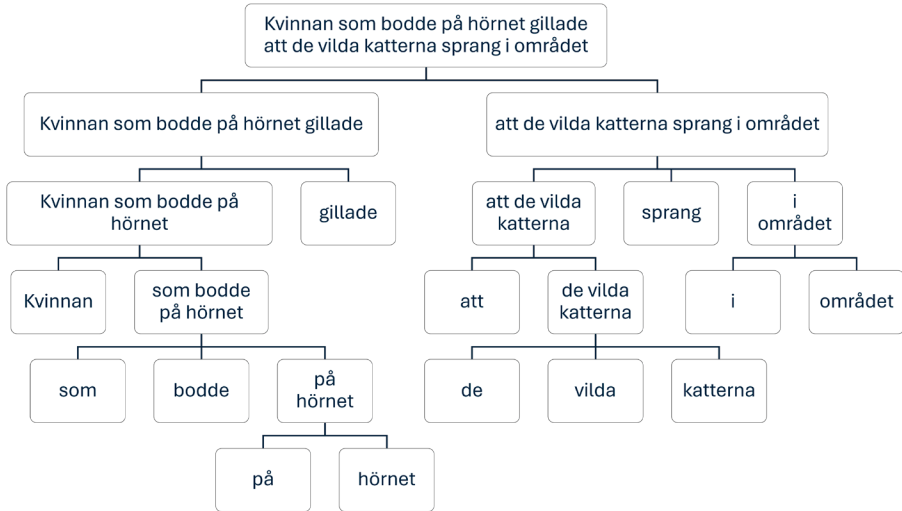 Kvinnan som bodde på hörnet gillade
att de vilda katterna sprang i området
Kvinnan som bodde på hörnet gillade
att de vilda katterna sprang i området
Kvinnan som bodde på
hörnet
gillade
att de vilda
katterna
sprang
i
området
Kvinnan
som bodde
på hörnet
att
de vilda
katterna
i
området
som
bodde
på
hörnet
de
vilda
katterna
på
hörnet